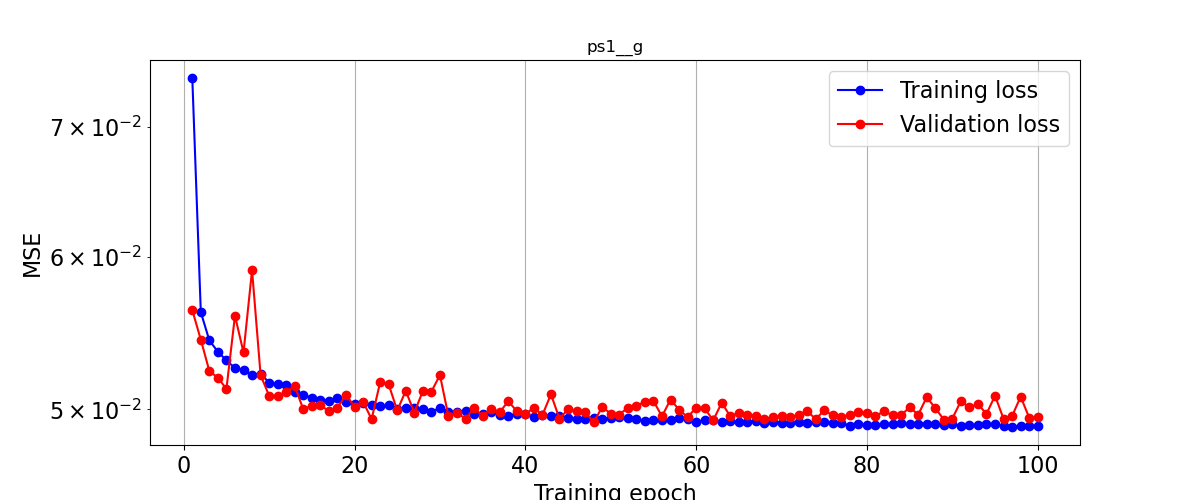 ps1__g
Training loss
Validation loss
7 × 10⁻²
6 × 10⁻²
5 × 10⁻²
MSE
0 20 40 60 80 100
Training epoch